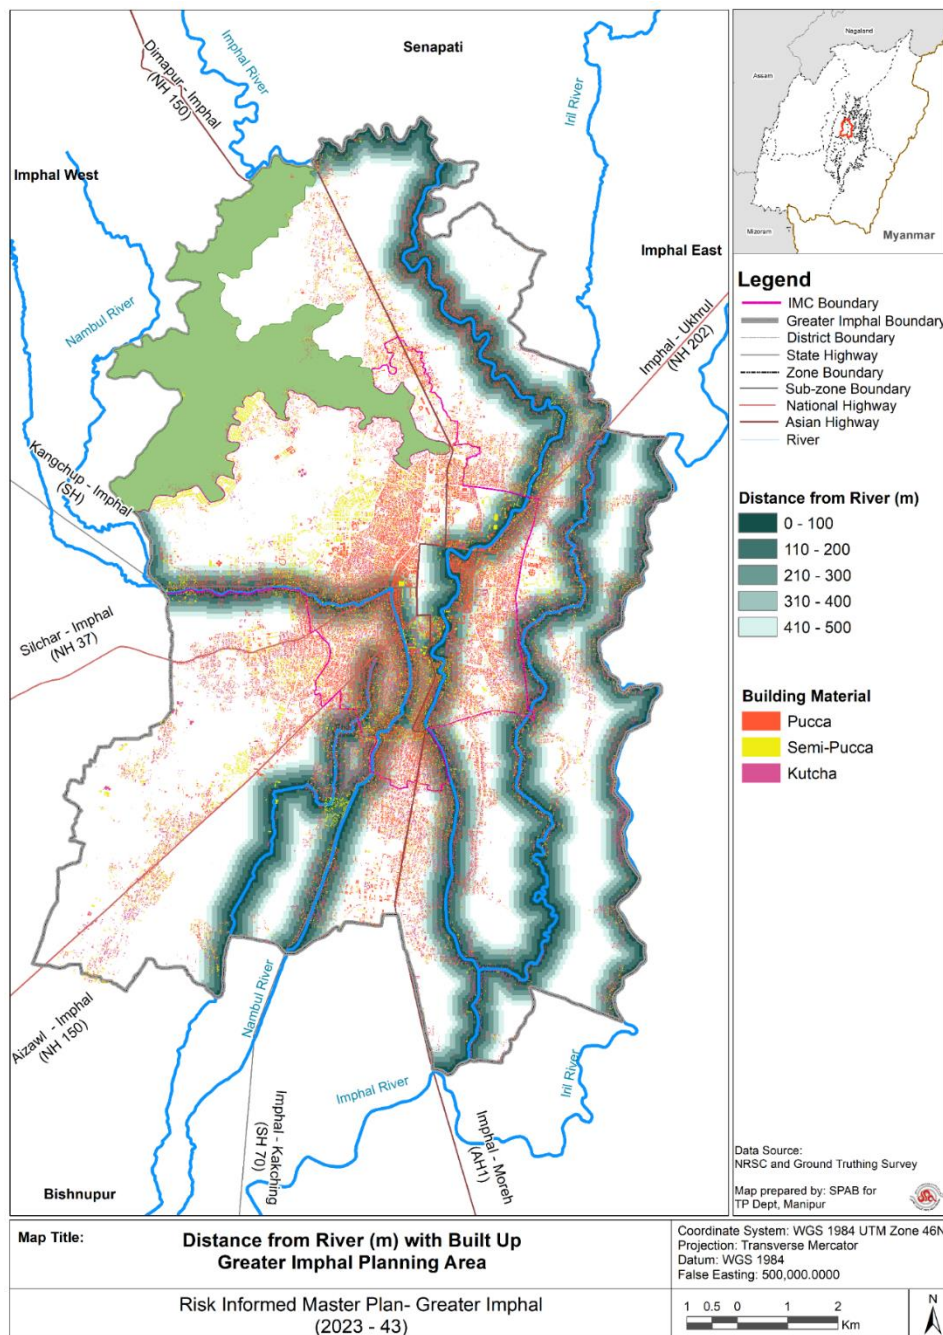 Senapati
Imphal River
Dimapur - Imphal
(NH 150)
Iril River
Imphal West
Imphal East
Nambul River
Imphal - Ukhrul
(NH 202)
Kangchup - Imphal
(SH)
Silchar - Imphal
(NH 37)
Aizawl - Imphal
(NH 150)
Nambul River
Imphal River
Iril River
Imphal - Kakching
(SH 70)
Imphal - Moreh
(AH1)
Bishnupur
Nagaland
Assam
Mizoram
Myanmar
Legend
IMC Boundary
Greater Imphal Boundary
District Boundary
State Highway
Zone Boundary
Sub-zone Boundary
National Highway
Asian Highway
River
Distance from River (m)
0 - 100
110 - 200
210 - 300
310 - 400
410 - 500
Building Material
Pucca
Semi-Pucca
Kutcha
Data Source:
NRSC and Ground Truthing Survey
Map prepared by: SPAB for
TP Dept, Manipur
Map Title:
Distance from River (m) with Built Up
Greater Imphal Planning Area
Risk Informed Master Plan- Greater Imphal
(2023 - 43)
Coordinate System: WGS 1984 UTM Zone 46N
Projection: Transverse Mercator
Datum: WGS 1984
False Easting: 500,000.0000
1 0.5 0 1 2
Km
N